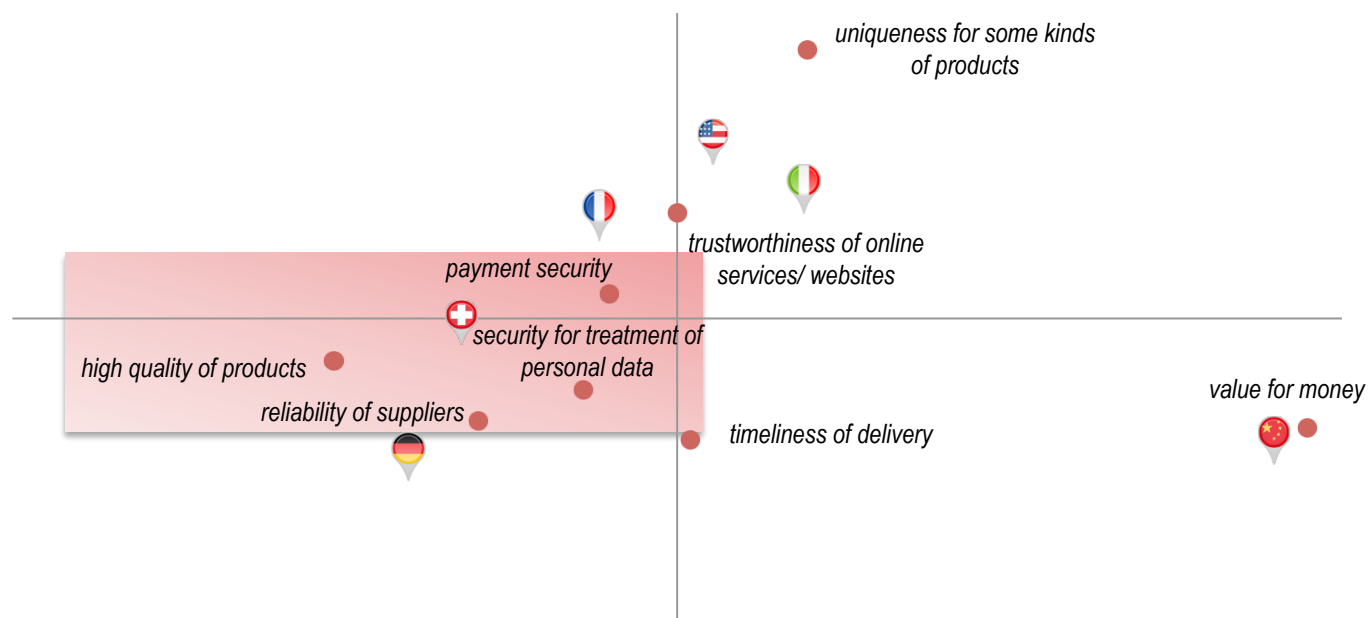 uniqueness for some kinds
of products
trustworthiness of online
services/ websites
payment security
security for treatment of
personal data
high quality of products
reliability of suppliers
value for money
timeliness of delivery